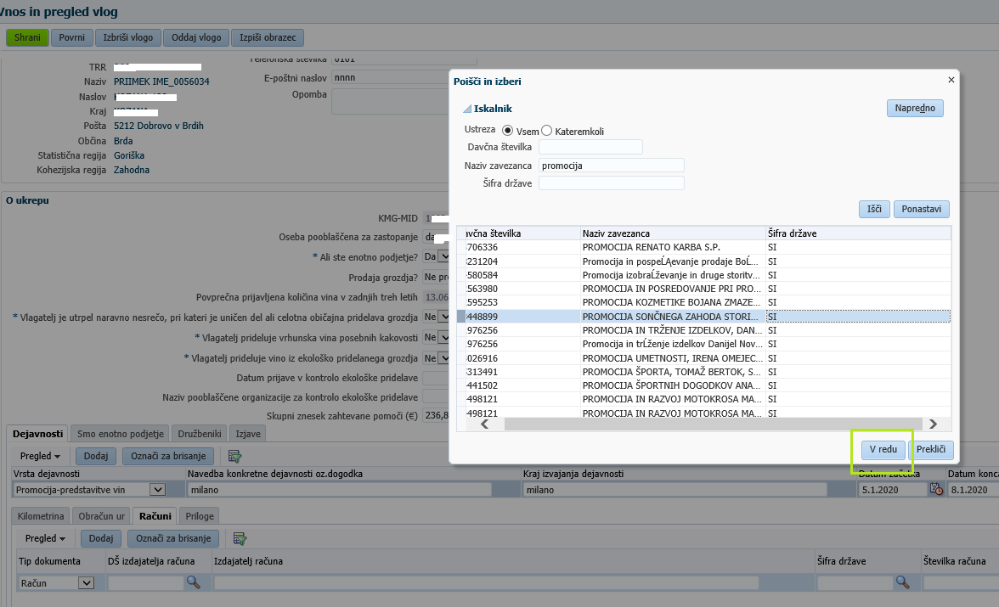 Vnos in pregled vlog
Shrani Povrni Izbriši vlogo Oddaj vlogo Izpiši obrazec
TRR
Naziv PRIIMEK IME_0056034
Naslov
Kraj
Pošta 5212 Dobrovo v Brdih
Občina Brda
Statistična regija Goriška
Kohezijska regija Zahodna
Telefonska številka 0101
E-poštni naslov nnnn
Opomba
O ukrepu
KMG-MID
Oseba pooblaščena za zastopanje
* Ali ste enotno podjetje? Da
Prodaja grozdja? Ne
Povprečna prijavljena količina vina v zadnjih treh letih 13.06
* Vlagatelj je utrpel naravno nesrečo, pri kateri je uničen del ali celotna običajna pridelava grozdja Ne
* Vlagatelj prideluje vrhunska vina posebnih kakovosti Ne
* Vlagatelj prideluje vino iz ekološko pridelanega grozdja Ne
Datum prijave v kontrolo ekološke pridelave
Naziv pooblaščene organizacije za kontrolo ekološke pridelave
Skupni znesek zahtevane pomoči (€) 236,8
Poišči in izberi ×
Iskalnik Napredno
Ustreza Vsem Kateremkoli
Davčna številka
Naziv zavezanca promocija
Šifra države
Išči Ponastavi
avčna številka Naziv zavezanca Šifra države
706336 PROMOCIJA RENATO KARBA S.P. SI
231204 Promocija in pospeĹĄevanje prodaje BoĹ... SI
580584 Promocija izobraĹževanje in druge storitv... SI
563980 PROMOCIJA IN POSREDOVANJE PRI PRO... SI
595253 PROMOCIJA KOZMETIKE BOJANA ZMAZE... SI
448899 PROMOCIJA SONČNEGA ZAHODA STORI... SI
976256 PROMOCIJA IN TRŽENJE IZDELKOV, DAN... SI
976256 Promocija in trĹženje izdelkov Danijel Nov... SI
026916 PROMOCIJA UMETNOSTI, IRENA OMEJEC... SI
313491 PROMOCIJA ŠPORTA, TOMAŽ BERTOK, S... SI
441502 PROMOCIJA ŠPORTNIH DOGODKOV ANA... SI
498121 PROMOCIJA IN RAZVOJ MOTOKROSA MA... SI
498121 PROMOCIJA IN RAZVOJ MOTOKROSA MA... SI
V redu Prekliči
Dejavnosti Smo enotno podjetje Družbeniki Izjave
Pregled Dodaj Označi za brisanje
Vrsta dejavnosti Navedba konkretne dejavnosti oz.dogodka Kraj izvajanja dejavnosti Datum začetka Datum konca
Promocija-predstavitve vin milano milano 5.1.2020 8.1.2020
Kilometrina Obračun ur Računi Priloge
Pregled Dodaj Označi za brisanje
Tip dokumenta DŠ izdajatelja računa Izdajatelj računa Šifra države Številka računa
Račun